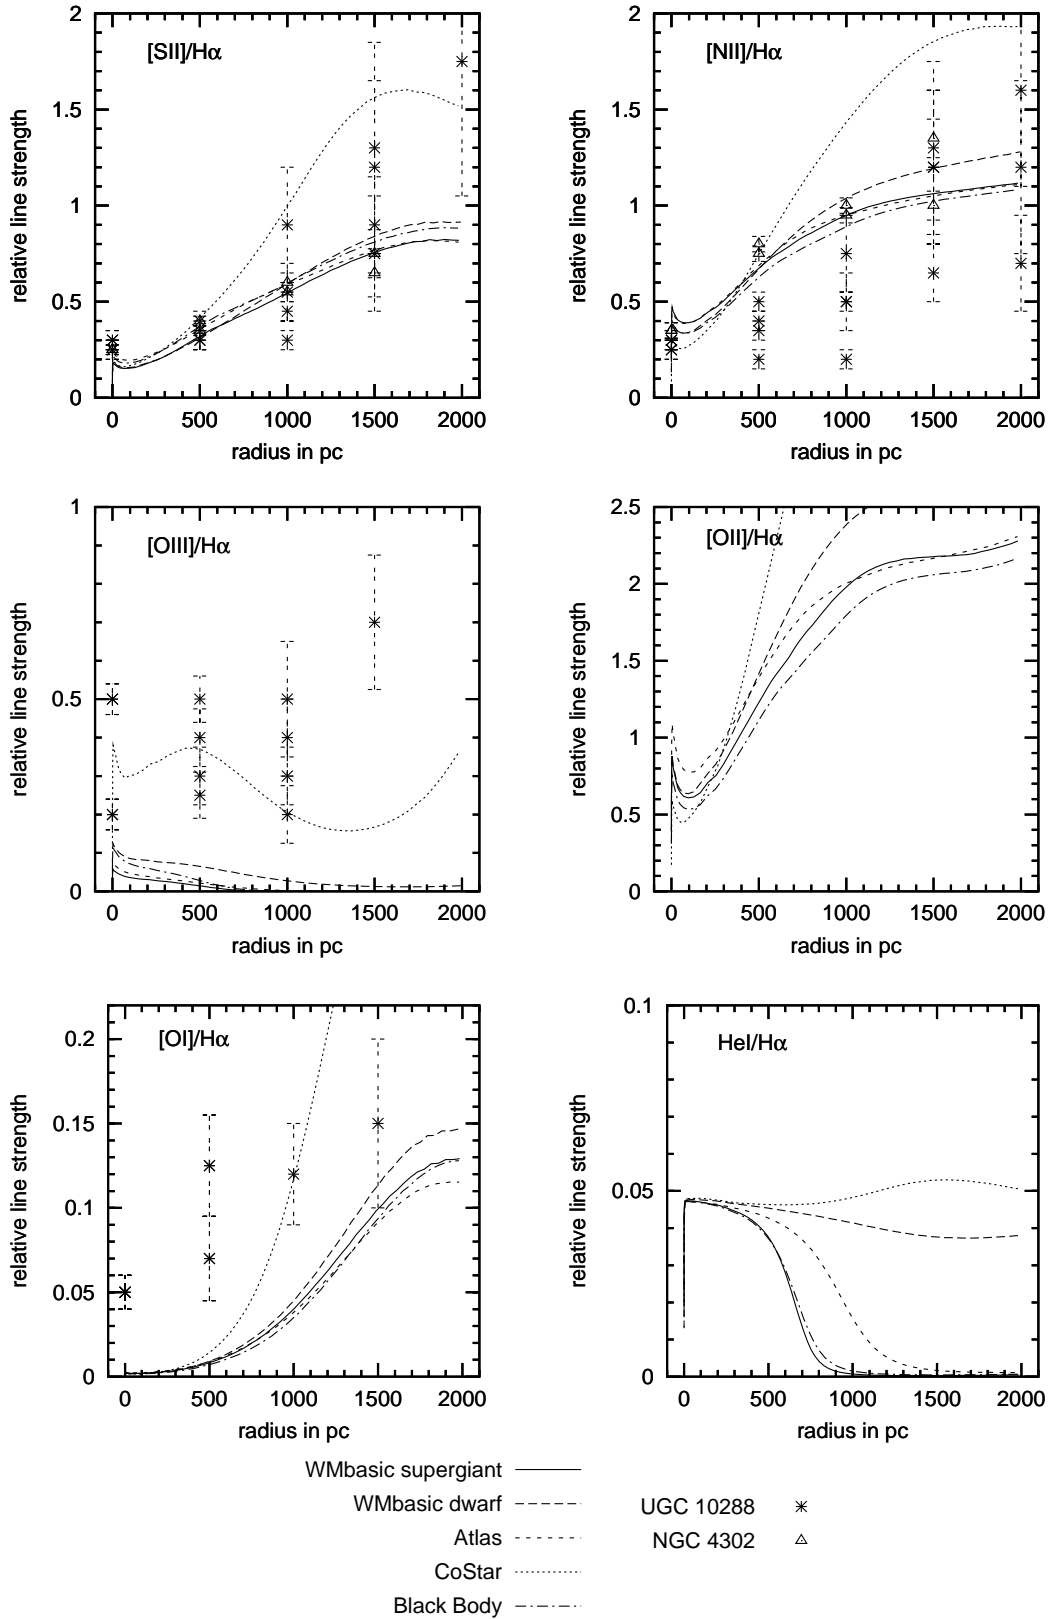 [SII]/Hα
relative line strength
2
1.5
1
0.5
0
0 500 1000 1500 2000
radius in pc
[NII]/Hα
relative line strength
2
1.5
1
0.5
0
0 500 1000 1500 2000
radius in pc
[OIII]/Hα
relative line strength
1
0.5
0
0 500 1000 1500 2000
radius in pc
[OII]/Hα
relative line strength
2.5
2
1.5
1
0.5
0
0 500 1000 1500 2000
radius in pc
[OI]/Hα
relative line strength
0.2
0.15
0.1
0.05
0
0 500 1000 1500 2000
radius in pc
HeI/Hα
relative line strength
0.1
0.05
0
0 500 1000 1500 2000
radius in pc
WMbasic supergiant
WMbasic dwarf
Atlas
CoStar
Black Body
UGC 10288
NGC 4302